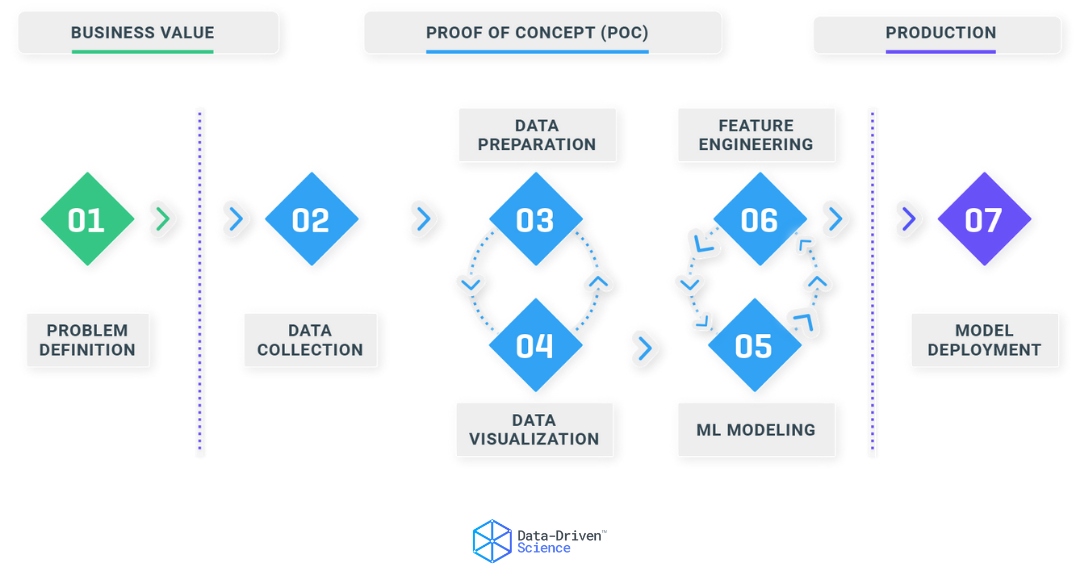 BUSINESS VALUE
PROOF OF CONCEPT (POC)
PRODUCTION
DATA
PREPARATION
FEATURE
ENGINEERING
01
02
03
06
07
PROBLEM
DEFINITION
DATA
COLLECTION
04
05
MODEL
DEPLOYMENT
DATA
VISUALIZATION
ML MODELING
Data-Driven™
Science